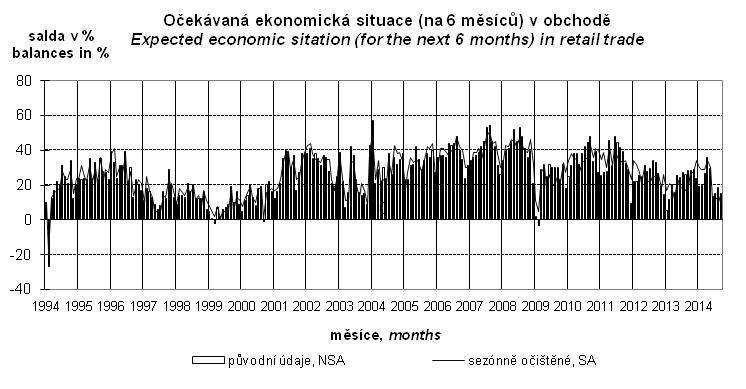 Očekávaná ekonomická situace (na 6 měsíců) v obchodě
Expected economic sitation (for the next 6 months) in retail trade
salda v %
balances in %
80
60
40
20
0
-20
-40
1994 1995 1996 1997 1998 1999 2000 2001 2002 2003 2004 2005 2006 2007 2008 2009 2010 2011 2012 2013 2014
měsíce, months
původní údaje, NSA
sezónně očištěné, SA